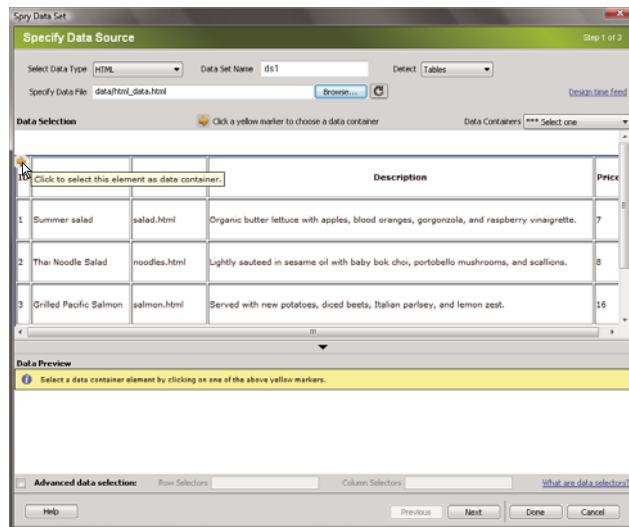 Spry Data Set
Specify Data Source
Step 1 of 3
Select Data Type HTML Data Set Name ds1 Detect Tables
Specify Data File data/html_data.html Browse... Design time feed
Data Selection Click a yellow marker to choose a data container Data Containers *** Select one
ID Description Price
Click to select this element as data container.
1 Summer salad salad.html Organic butter lettuce with apples, blood oranges, gorgonzola, and raspberry vinaigrette. 7
2 Thai Noodle Salad noodles.html Lightly sauteed in sesame oil with baby bok choi, portobello mushrooms, and scallions. 8
3 Grilled Pacific Salmon salmon.html Served with new potatoes, diced beets, Italian parlsey, and lemon zest. 16
Data Preview
Select a data container element by clicking on one of the above yellow markers.
Advanced data selection: Row Selectors Column Selectors What are data selectors?
Help Previous Next Done Cancel